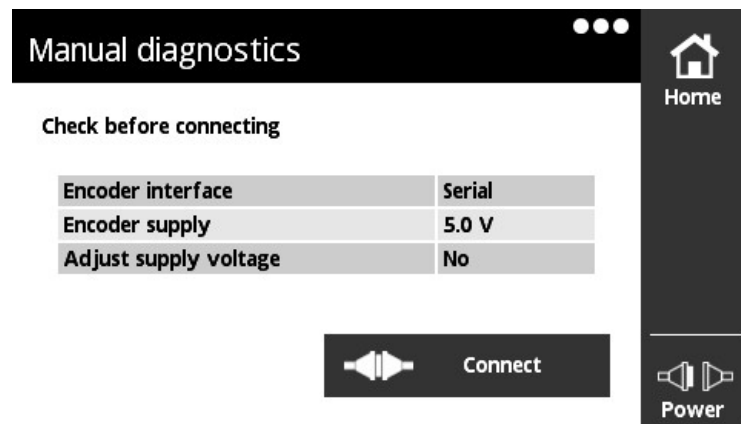 Manual diagnostics
Home
Check before connecting
Encoder interface Serial
Encoder supply 5.0 V
Adjust supply voltage No
Connect
Power